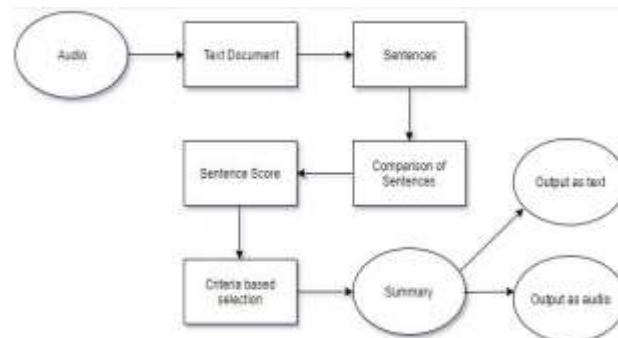 Audio
Text Document
Sentences
Sentence Score
Comparison of
Sentences
Output as text
Criteria based
selection
Summary
Output as audio